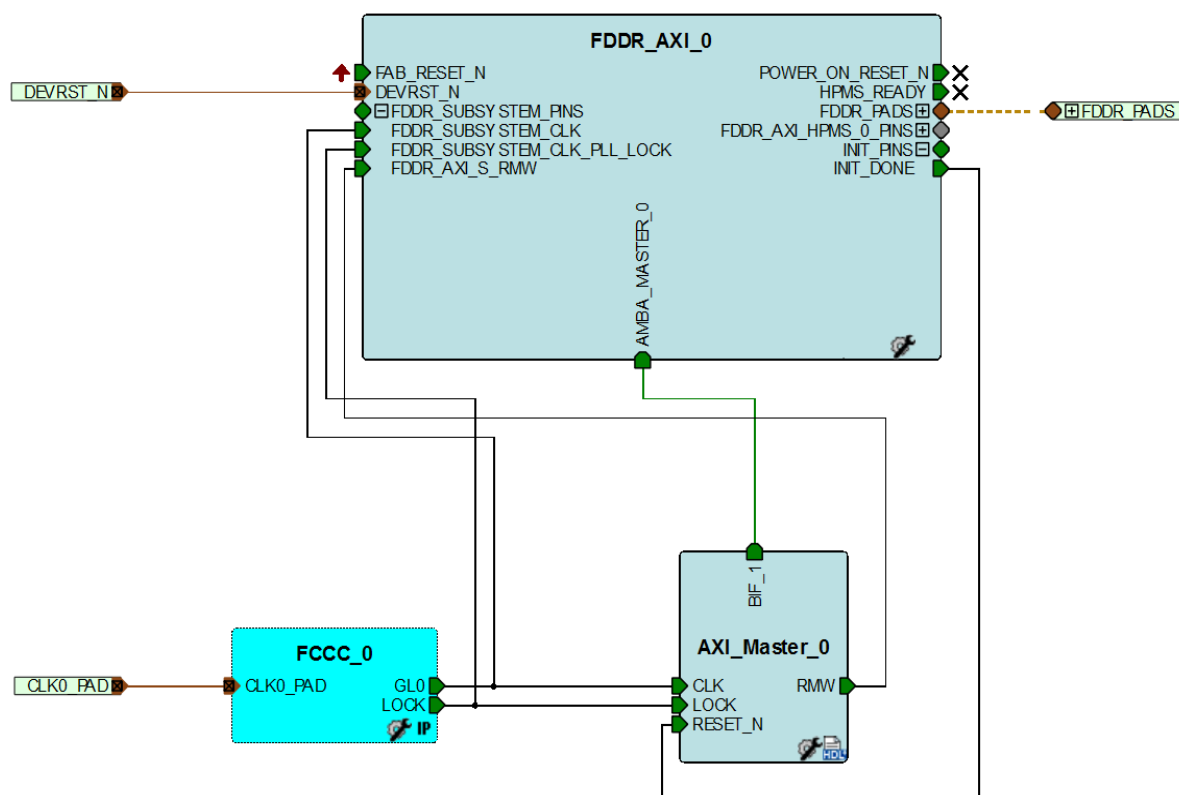 FDDR_AXI_0
FAB_RESET_N
POWER_ON_RESET_N
DEVRST_N
DEVRST_N
HPMS_READY
FDDR_SUBSYSTEM_PINS
FDDR_PADS
FDDR_PADS
FDDR_SUBSYSTEM_CLK
FDDR_AXI_HPMS_0_PINS
FDDR_SUBSYSTEM_CLK_PLL_LOCK
INIT_PINS
FDDR_AXI_S_RMW
INIT_DONE
AMBA_MASTER_0
BIF_1
FCCC_0
AXI_Master_0
CLK0_PAD
CLK0_PAD
GL0
CLK
RMW
LOCK
LOCK
IP
RESET_N
HDL